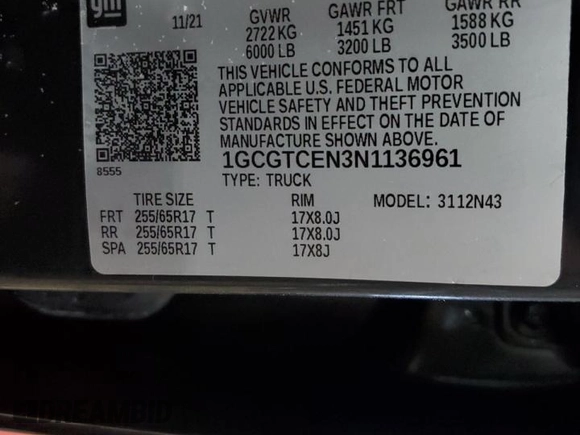 gm
11/21 GVWR GAWR FRT GAWR RR
2722 KG 1451 KG 1588 KG
6000 LB 3200 LB 3500 LB
THIS VEHICLE CONFORMS TO ALL
APPLICABLE U.S. FEDERAL MOTOR
VEHICLE SAFETY AND THEFT PREVENTION
STANDARDS IN EFFECT ON THE DATE OF
MANUFACTURE SHOWN ABOVE.
1GCGTCEN3N1136961
8555 TYPE: TRUCK
TIRE SIZE RIM MODEL: 3112N43
FRT 255/65R17 T 17X8.0J
RR 255/65R17 T 17X8.0J
SPA 255/65R17 T 17X8J
DREAMBID